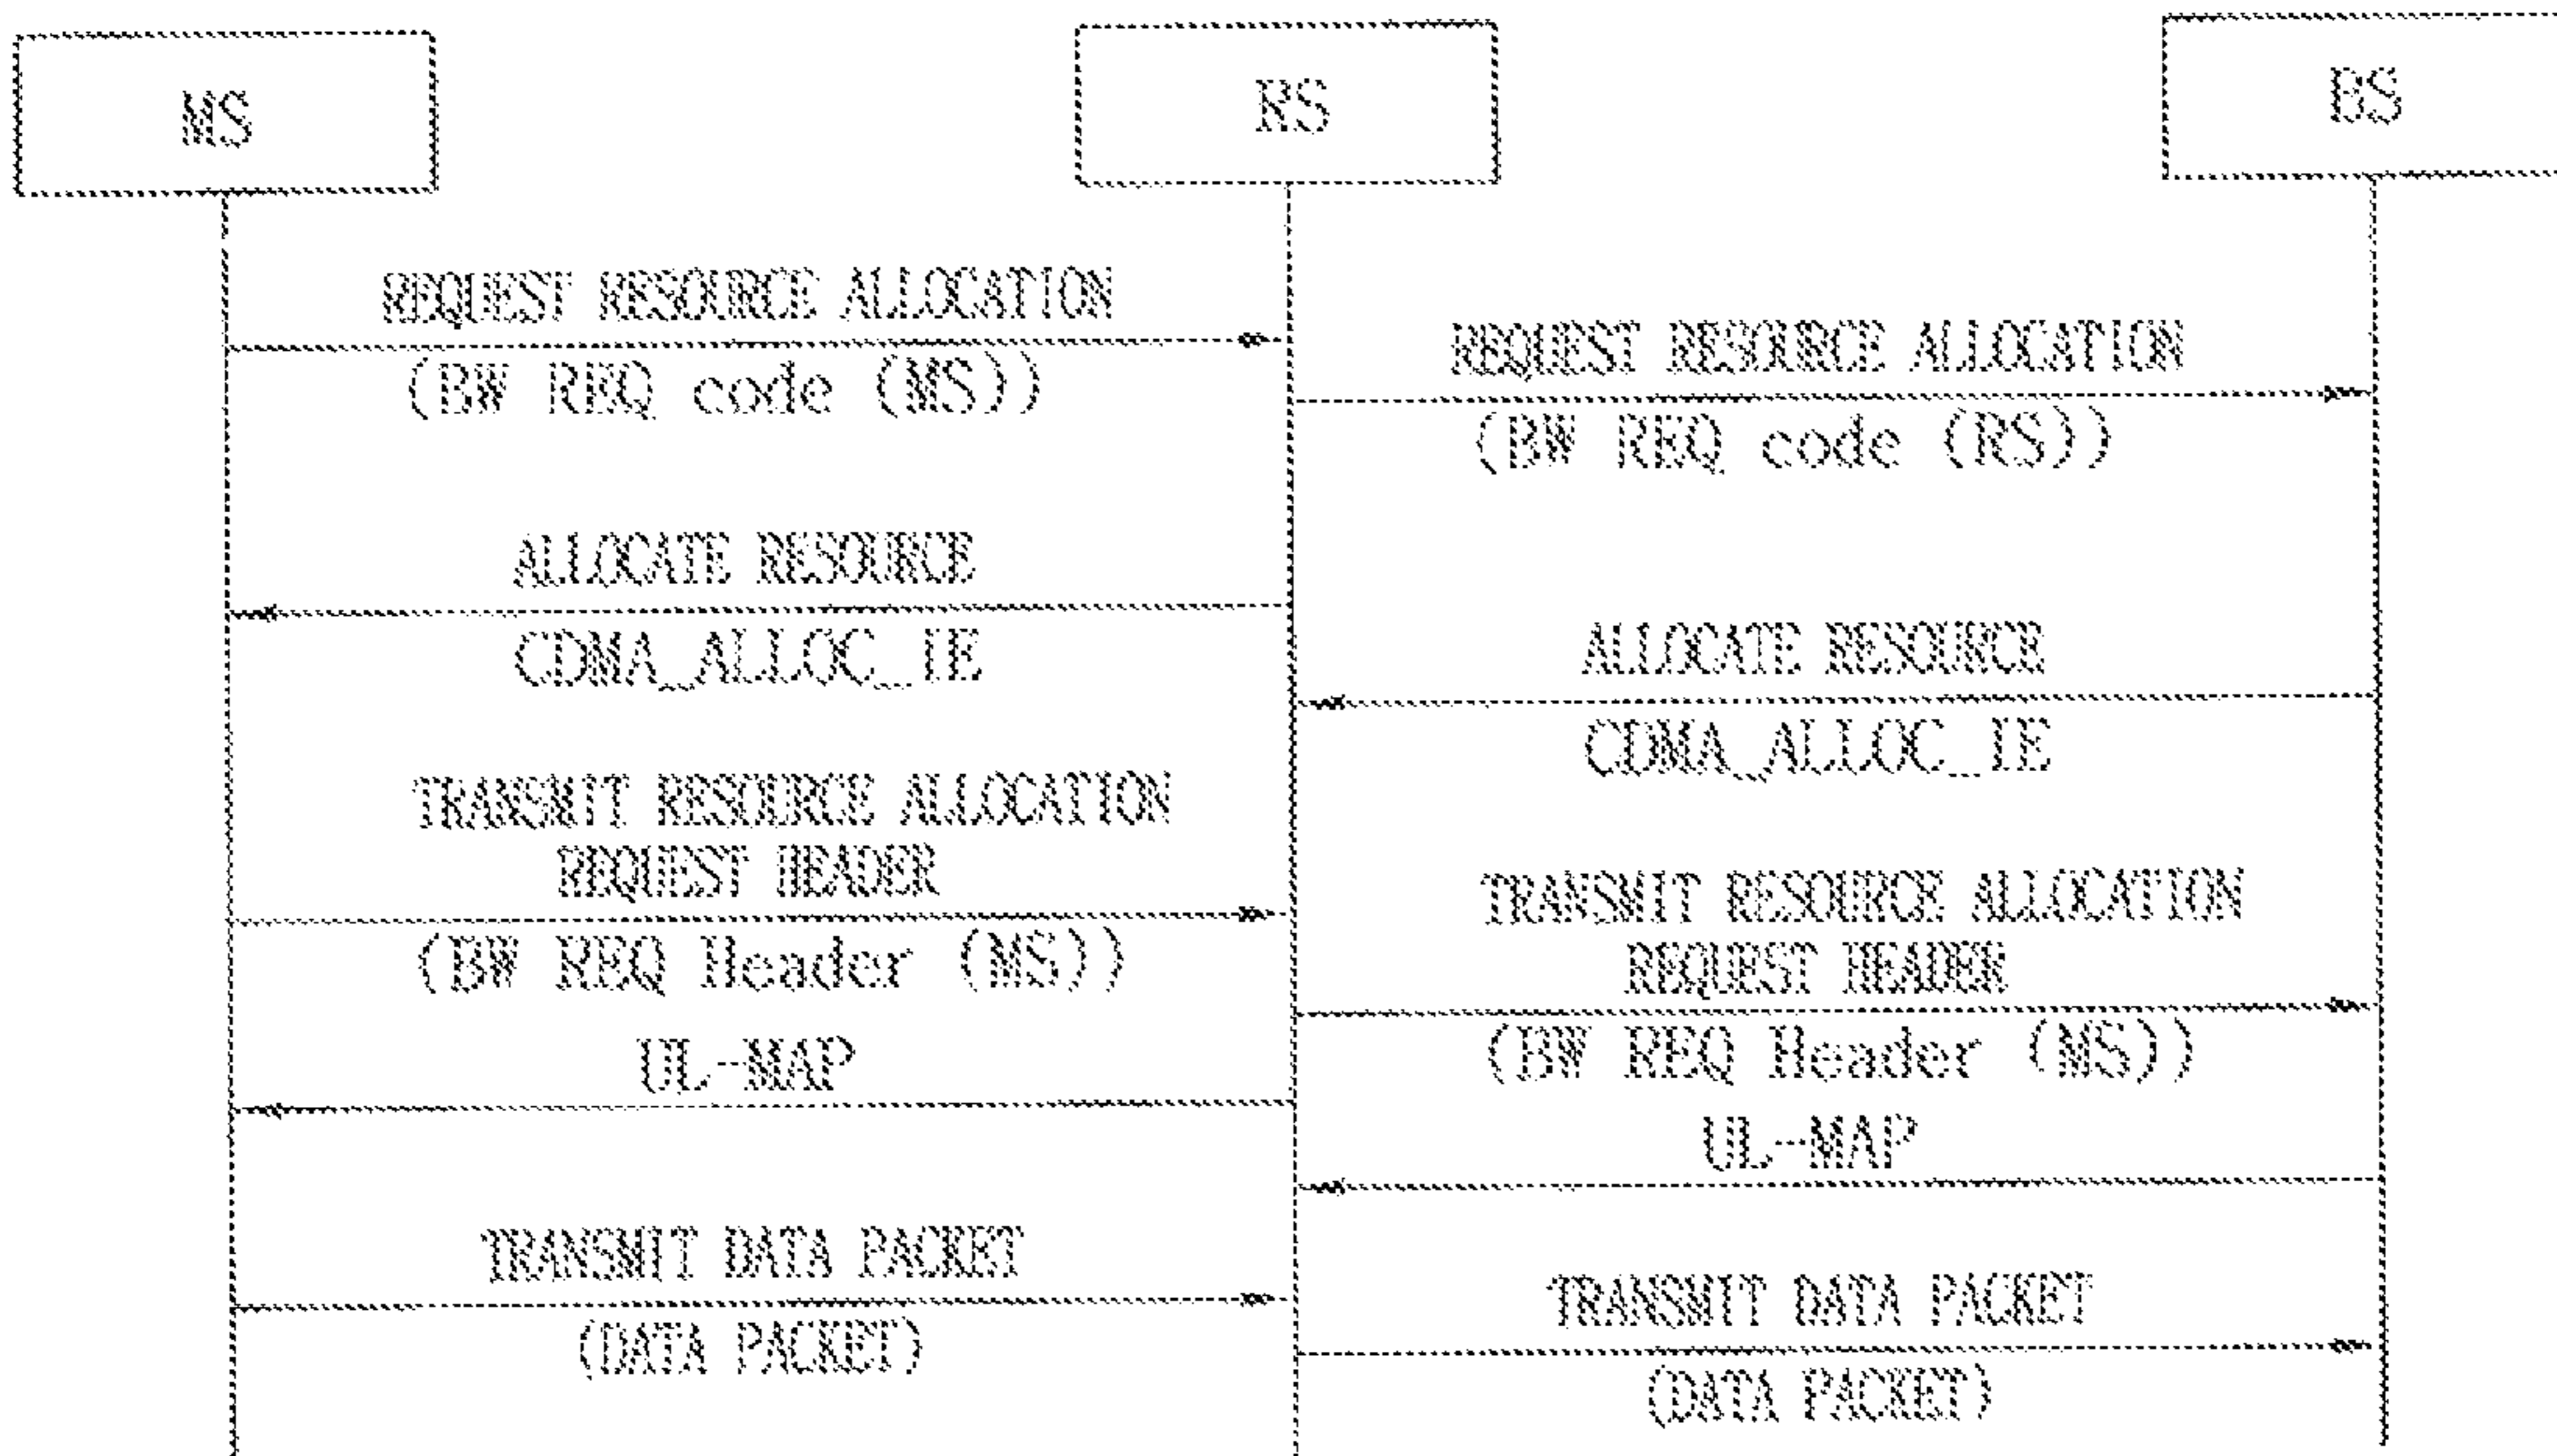 MS
RS
BS
REQUEST RESOURCE ALLOCATION
(BW REQ code (MS))
REQUEST RESOURCE ALLOCATION
(BW REQ code (RS))
ALLOCATE RESOURCE
CDMA_ALLOC_IE
ALLOCATE RESOURCE
CDMA_ALLOC_IE
TRANSMIT RESOURCE ALLOCATION
REQUEST HEADER
(BW REQ Header (MS))
TRANSMIT RESOURCE ALLOCATION
REQUEST HEADER
(BW REQ Header (MS))
UL-MAP
UL-MAP
TRANSMIT DATA PACKET
(DATA PACKET)
TRANSMIT DATA PACKET
(DATA PACKET)